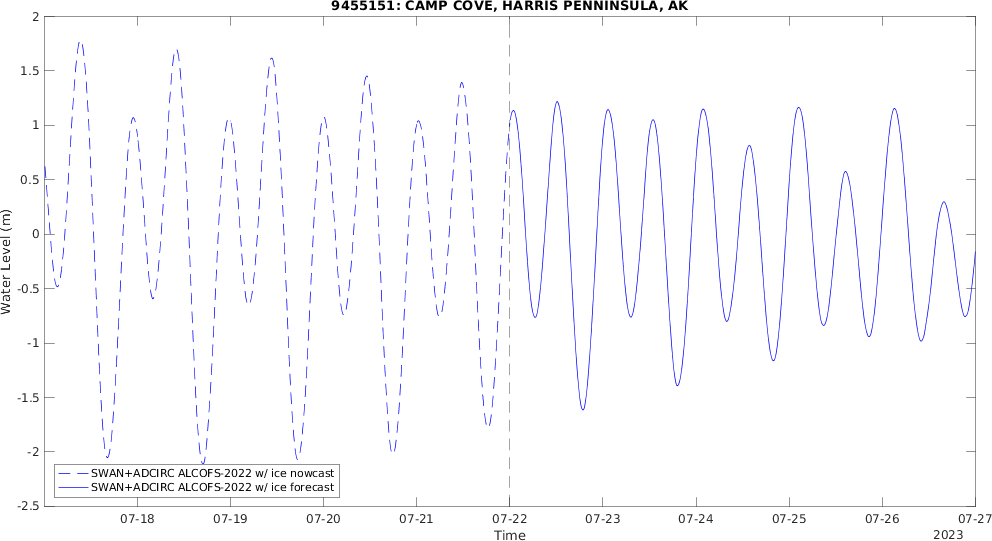 9455151: CAMP COVE, HARRIS PENNINSULA, AK
2
1.5
1
0.5
0
-0.5
-1
-1.5
-2
-2.5
Water Level (m)
SWAN+ADCIRC ALCOFS-2022 w/ ice nowcast
SWAN+ADCIRC ALCOFS-2022 w/ ice forecast
07-18 07-19 07-20 07-21 07-22 07-23 07-24 07-25 07-26 07-27
Time
2023